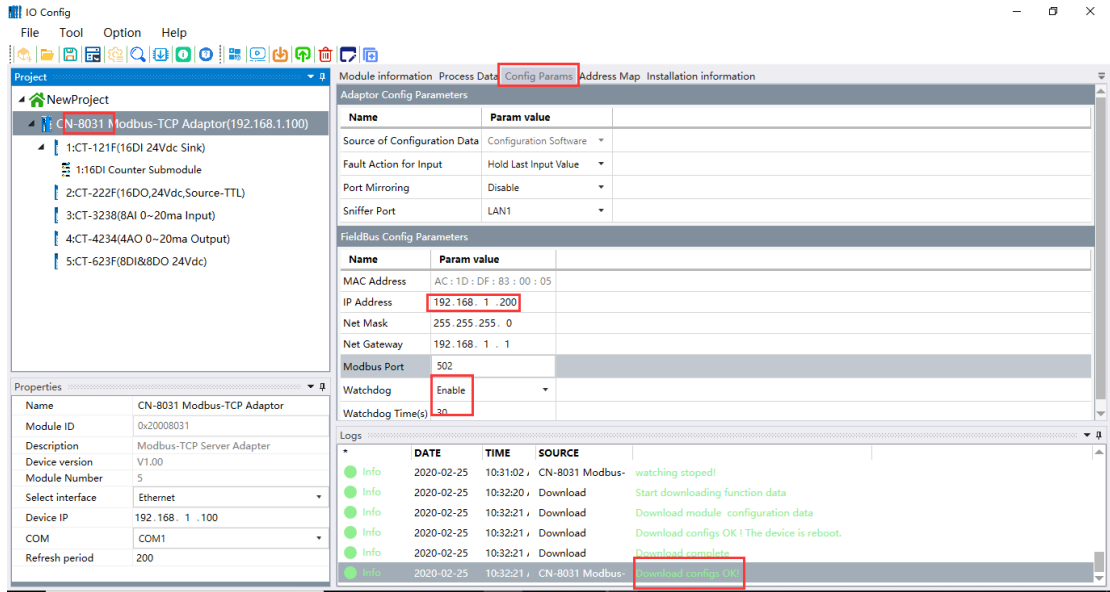 IO Config
File Tool Option Help
Project
NewProject
CN-8031 Modbus-TCP Adaptor(192.168.1.100)
1:CT-121F(16DI 24Vdc Sink)
1:16DI Counter Submodule
2:CT-222F(16DO,24Vdc,Source-TTL)
3:CT-3238(8AI 0~20ma Input)
4:CT-4234(4AO 0~20ma Output)
5:CT-623F(8DI&8DO 24Vdc)
Properties
Name CN-8031 Modbus-TCP Adaptor
Module ID 0x20008031
Description Modbus-TCP Server Adapter
Device version V1.00
Module Number 5
Select interface Ethernet
Device IP 192.168. 1 .100
COM COM1
Refresh period 200
Module information Process Data Config Params Address Map Installation information
Adaptor Config Parameters
Name Param value
Source of Configuration Data Configuration Software
Fault Action for Input Hold Last Input Value
Port Mirroring Disable
Sniffer Port LAN1
FieldBus Config Parameters
Name Param value
MAC Address AC : 1D : DF : 83 : 00 : 05
IP Address 192.168. 1 .200
Net Mask 255.255.255. 0
Net Gateway 192.168. 1 . 1
Modbus Port 502
Watchdog Enable
Watchdog Time(s) 30
Logs
* DATE TIME SOURCE
Info 2020-02-25 10:31:02 CN-8031 Modbus- watching stoped!
Info 2020-02-25 10:32:20 Download Start downloading function data
Info 2020-02-25 10:32:21 Download Download module configuration data
Info 2020-02-25 10:32:21 Download Download configs OK ! The device is reboot.
Info 2020-02-25 10:32:21 Download Download complete
Info 2020-02-25 10:32:21 CN-8031 Modbus- Download configs OK!